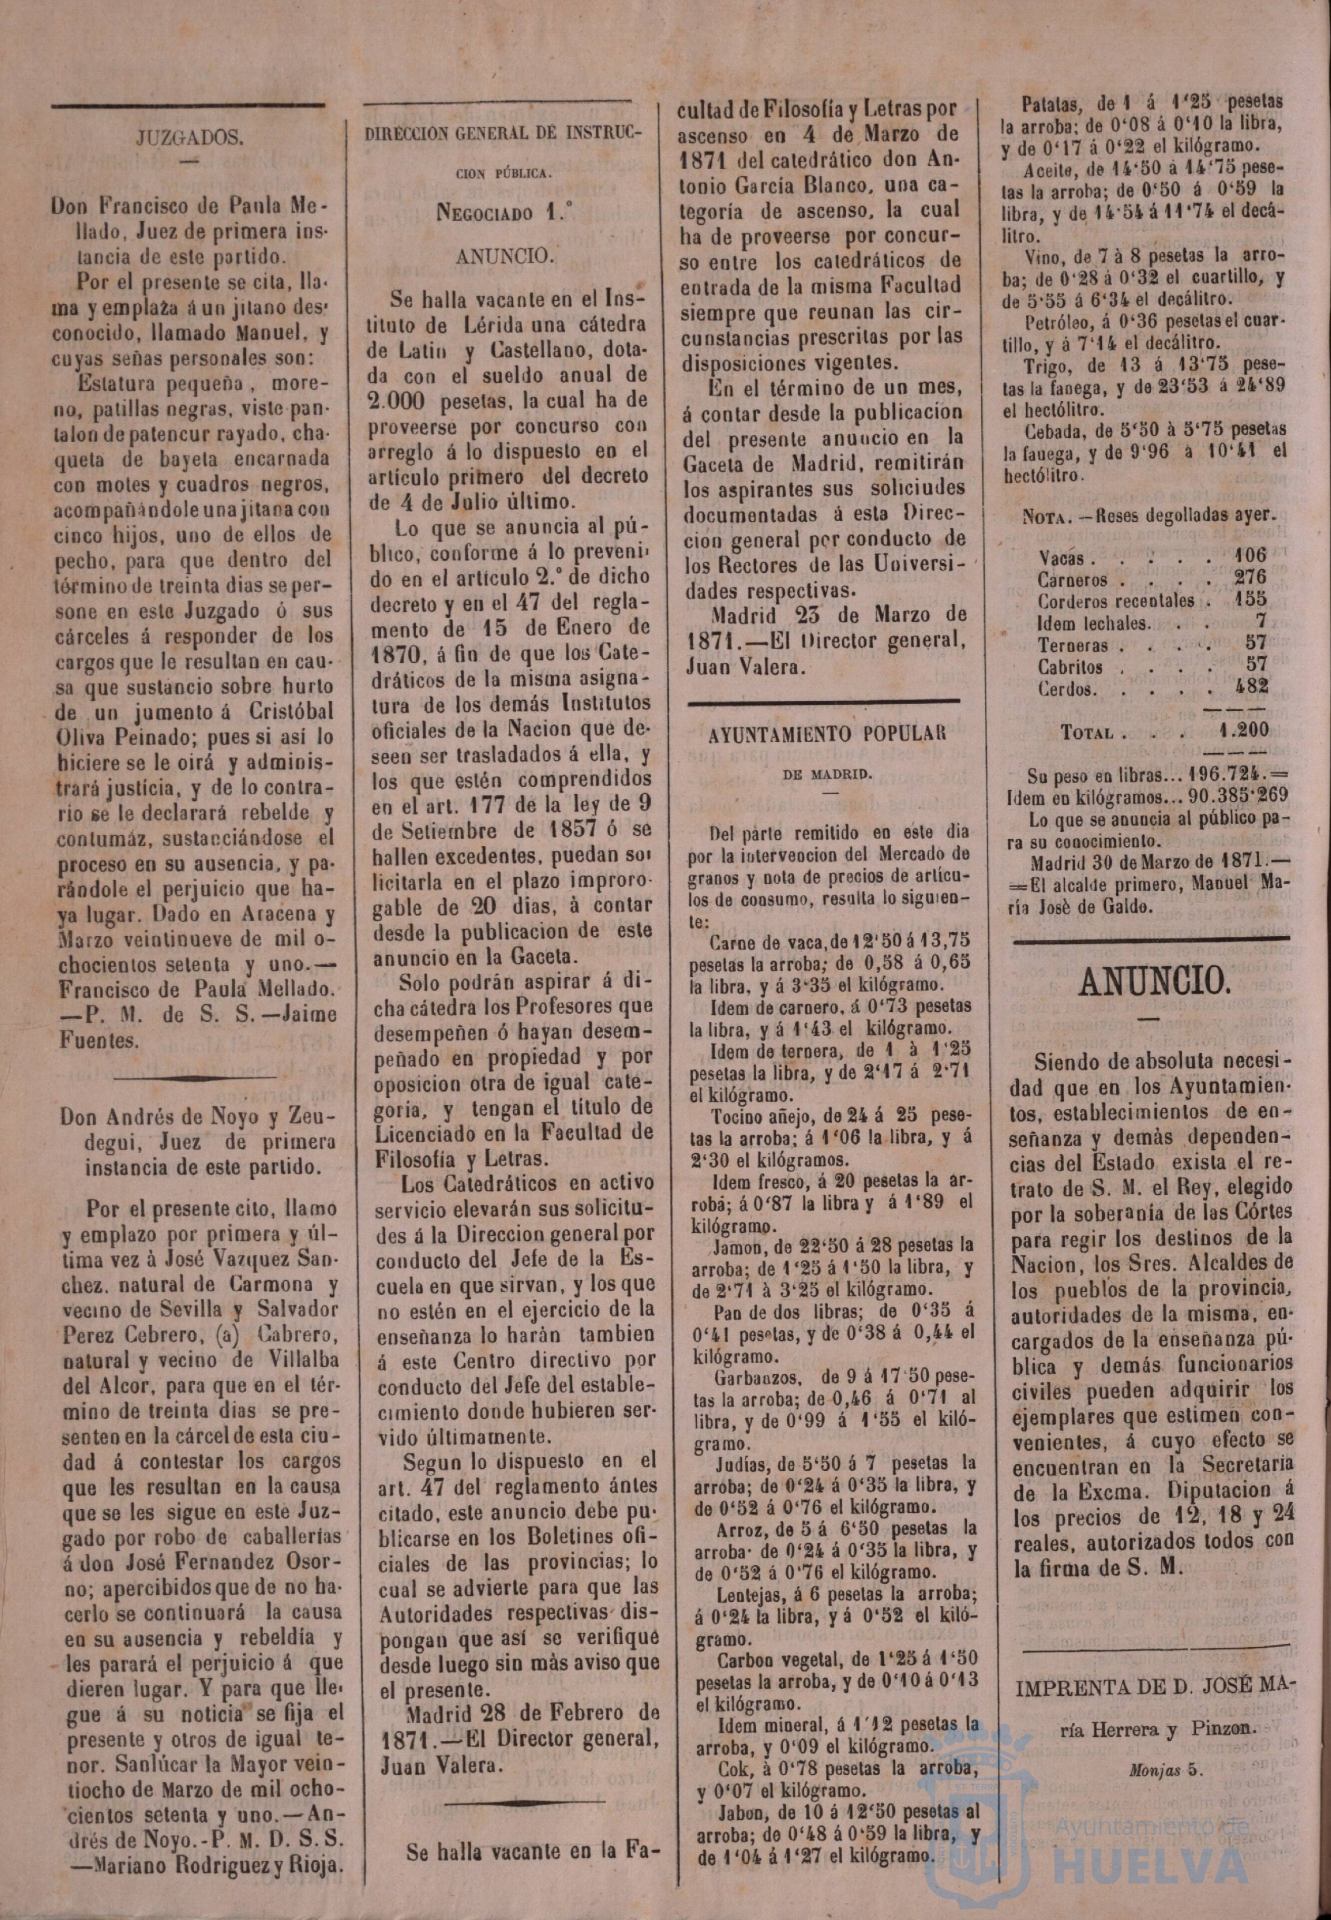 JUZGADOS.
Don Francisco de Paula Me-
llado, Juez de primera ins-
tancia de este partido.
Por el presente se cita, lla-
ma y emplaza á un jitano des-
conocido, llamado Manuel, y
cuyas señas personales son:
Estatura pequeña, more-
no, patillas negras, viste pan-
talon de patencur rayado, cha-
queta de bayeta encarnada
con motes y cuadros negros,
acompañándole una jitana con
cinco hijos, uno de ellos de
pecho, para que dentro del
término de treinta dias se per-
sone en este Juzgado ó sus
cárceles á responder de los
cargos que le resultan en cau-
sa que sustancio sobre hurto
de un jumento á Cristóbal
Oliva Peinado; pues si así lo
hiciere se le oirá y adminis-
trará justicia, y de lo contra-
rio se le declarará rebelde y
contumáz, sustanciándose el
proceso en su ausencia, y pa-
rándole el perjuicio que ha-
ya lugar. Dado en Aracena y
Marzo veintinueve de mil o-
chocientos setenta y uno.—
Francisco de Paula Mellado.
—P. M. de S. S.—Jaime
Fuentes.
Don Andrés de Noyo y Zeu-
degui, Juez de primera
instancia de este partido.
Por el presente cito, llamo
y emplazo por primera y úl-
tima vez à José Vazquez San-
chez. natural de Carmona y
vecino de Sevilla y Salvador
Perez Cebrero, (a) Cabrero,
natural y vecino de Villalba
del Alcor, para que en el tér-
mino de treinta dias se pre-
senten en la cárcel de esta ciu-
dad á contestar los cargos
que les resultan en la causa
que se les sigue en este Juz-
gado por robo de caballerías
á don José Fernandez Osor-
no; apercibidos que de no ha-
cerlo se continuará la causa
en su ausencia y rebeldía y
les parará el perjuicio á que
dieren lugar. Y para que lle-
gue á su noticia se fija el
presente y otros de igual te-
nor. Sanlúcar la Mayor vein-
tiocho de Marzo de mil ocho-
cientos setenta y uno.—An-
drés de Noyo.-P. M. D. S. S.
—Mariano Rodriguez y Rioja.
DIRECCION GENERAL DE INSTRUC-
CION PÚBLICA.
NEGOCIADO 1.°
ANUNCIO.
Se halla vacante en el Ins-
tituto de Lérida una cátedra
de Latin y Castellano, dota-
da con el sueldo anual de
2.000 pesetas, la cual ha de
proveerse por concurso con
arreglo á lo dispuesto en el
artículo primero del decreto
de 4 de Julio último.
Lo que se anuncia al pú-
blico, conforme á lo preveni-
do en el artículo 2.° de dicho
decreto y en el 47 del regla-
mento de 15 de Enero de
1870, á fin de que los Cate-
dráticos de la misma asigna-
tura de los demás Institutos
oficiales de la Nacion que de-
seen ser trasladados á ella, y
los que estén comprendidos
en el art. 177 de la ley de 9
de Setiembre de 1857 ó se
hallen excedentes, puedan so-
licitarla en el plazo improro-
gable de 20 dias, à contar
desde la publicacion de este
anuncio en la Gaceta.
Sólo podrán aspirar á di-
cha cátedra los Profesores que
desempeñen ó hayan desem-
peñado en propiedad y por
oposicion otra de igual cate-
goria, y tengan el título de
Licenciado en la Facultad de
Filosofía y Letras.
Los Catedráticos en activo
servicio elevarán sus solicitu-
des á la Direccion general por
conducto del Jefe de la Es-
cuela en que sirvan, y los que
no estén en el ejercicio de la
enseñanza lo harán tambien
á este Centro directivo por
conducto del Jefe del estable-
cimiento donde hubieren ser-
vido últimamente.
Segun lo dispuesto en el
art. 47 del reglamento ántes
citado, este anuncio debe pu-
blicarse en los Boletines ofi-
ciales de las provincias; lo
cual se advierte para que las
Autoridades respectivas dis-
pongan que así se verifique
desde luego sin màs aviso que
el presente.
Madrid 28 de Febrero de
1871.—El Director general,
Juan Valera.
Se halla vacante en la Fa-
cultad de Filosofía y Letras por
ascenso en 4 de Marzo de
1871 del catedrático don An-
tonio García Blanco, una ca-
tegoría de ascenso, la cual
ha de proveerse por concur-
so entre los catedráticos de
entrada de la misma Facultad
siempre que reunan las cir-
cunstancias prescritas por las
disposiciones vigentes.
En el término de un mes,
á contar desde la publicacion
del presente anuncio en la
Gaceta de Madrid, remitirán
los aspirantes sus soliciudes
documentadas á esta Direc-
cion general por conducto de
los Rectores de las Universi-
dades respectivas.
Madrid 23 de Marzo de
1871.—El Director general,
Juan Valera.
AYUNTAMIENTO POPULAR
DE MADRID.
Del parte remitido en este dia
por la intervencion del Mercado de
granos y nota de precios de artícu-
los de consumo, resulta lo siguien-
te:
Carne de vaca, de 12'50 á 13,75
pesetas la arroba; de 0,58 á 0,65
la libra, y á 3'35 el kilógramo.
Idem de carnero, á 0'73 pesetas
la libra, y á 1'43 el kilógramo.
Idem de ternera, de 1 à 1'25
pesetas la libra, y de 2'17 á 2'71
el kilógramo.
Tocino añejo, de 24 á 25 pese-
tas la arroba; á 1'06 la libra, y á
2'30 el kilógramos.
Idem fresco, á 20 pesetas la ar-
roba; á 0'87 la libra y á 1'89 el
kilógramo.
Jamon, de 22'50 á 28 pesetas la
arroba; de 1'25 á 1'50 la libra, y
de 2'71 à 3'25 el kilógramo.
Pan de dos libras; de 0'35 á
0'41 pesetas, y de 0'38 á 0,44 el
kilógramo.
Garbanzos, de 9 á 17'50 pese-
tas la arroba; de 0,46 á 0'71 al
libra, y de 0'99 á 1'55 el kiló-
gramo.
Judías, de 5'50 á 7 pesetas la
arroba; de 0'24 á 0'35 la libra, y
de 0'52 á 0'76 el kilógramo.
Arroz, de 5 á 6'50 pesetas la
arroba· de 0'24 á 0'35 la libra, y
de 0'52 á 0'76 el kilógramo.
Lentejas, á 6 pesetas la arroba;
á 0'24 la libra, y á 0'52 el kiló-
gramo.
Carbon vegetal, de 1'25 á 1'50
pesetas la arroba, y de 0'10 á 0'13
el kilógramo.
Idem mineral, á 1'12 pesetas la
arroba, y 0'09 el kilógramo.
Cok, à 0'78 pesetas la arroba,
y 0'07 el kilógramo.
Jabon, de 10 á 12'50 pesetas al
arroba; de 0'48 á 0'59 la libra, y
de 1'04 á 1'27 el kilógramo.
Patatas, de 1 á 1'25 pesetas
la arroba; de 0'08 á 0'10 la libra,
y de 0'17 á 0'22 el kilógramo.
Aceite, de 14'50 à 14'75 pese-
tas la arroba; de 0'50 á 0'59 la
libra, y de 14'54 á 11'74 el decá-
litro.
Vino, de 7 à 8 pesetas la arro-
ba; de 0'28 á 0'32 el cuartillo, y
de 5'55 á 6'34 el decálitro.
Petróleo, á 0'36 pesetas el cuar-
tillo, y à 7'14 el decálitro.
Trigo, de 13 á 13'75 pese-
tas la fanega, y de 23'53 á 24'89
el hectólitro.
Cebada, de 5'50 à 5'75 pesetas
la fauega, y de 9'96 à 10'41 el
hectólitro.
NOTA.—Reses degolladas ayer.
Vacas . . . . . 106
Carneros . . . . 276
Corderos recentales . 155
Idem lechales. . . 7
Terneras . . . . 57
Cabritos . . . . 57
Cerdos. . . . . 482
TOTAL . . . 1.200
Su peso en libras... 196.724.=
Idem en kilógramos... 90.385'269
Lo que se anuncia al público pa-
ra su conocimiento.
Madrid 30 de Marzo de 1871.—
=El alcalde primero, Manuel Ma-
ría Josè de Galdo.
ANUNCIO.
Siendo de absoluta necesi-
dad que en los Ayuntamien-
tos, establecimientos de en-
señanza y demàs dependen-
cias del Estado exista el re-
trato de S. M. el Rey, elegido
por la soberanía de las Córtes
para regir los destinos de la
Nacion, los Sres. Alcaldes de
los pueblos de la provincia,
autoridades de la misma, en-
cargados de la enseñanza pú-
blica y demás funcionarios
civiles pueden adquirir los
ejemplares que estimen con-
venientes, á cuyo efecto se
encuentran en la Secretaria
de la Excma. Diputacion á
los precios de 12, 18 y 24
reales, autorizados todos con
la firma de S. M.
IMPRENTA DE D. JOSÉ MA-
ría Herrera y Pinzon.
Monjas 5.
Ayuntamiento de
HUELVA